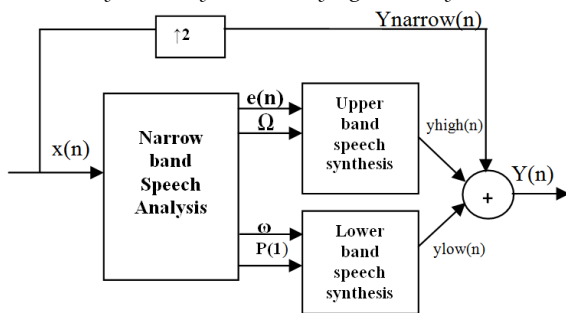 Ynarrow(n)
↑2
x(n)
Narrow
band
Speech
Analysis
e(n)
Ω
ω
P(1)
Upper
band
speech
synthesis
Lower
band
speech
synthesis
yhigh(n)
ylow(n)
+
Y(n)